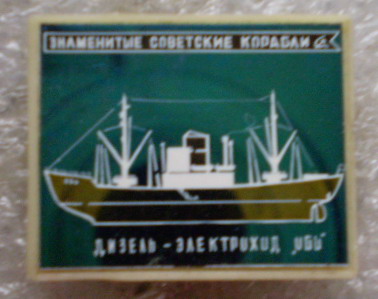 ЗНАМЕНИТЫЕ СОВЕТСКИЕ КОРАБЛИ
ДИЗЕЛЬ-ЭЛЕКТРОХОД „ОБЬ"